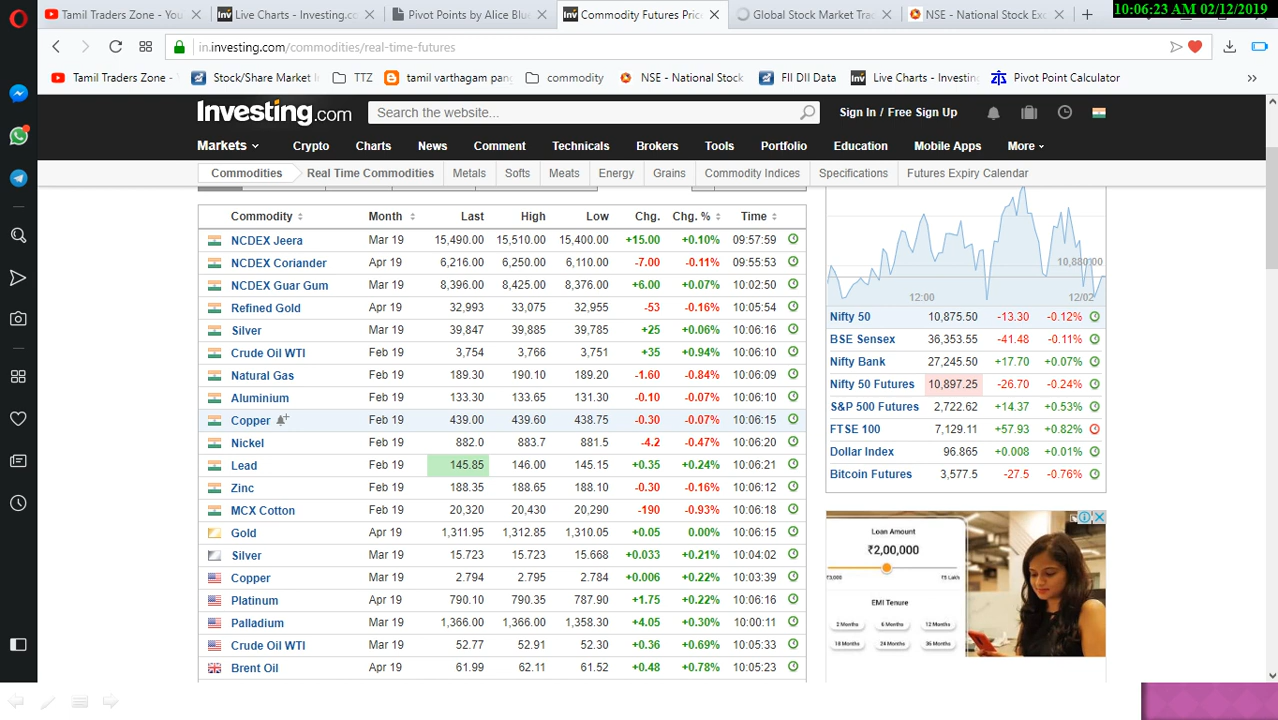 Tamil Traders Zone - You
Live Charts - Investing.co
Pivot Points by Alice Blu
Commodity Futures Price
Global Stock Market Trac
NSE - National Stock Exc
10:06:23 AM 02/12/2019
in.investing.com/commodities/real-time-futures
Tamil Traders Zone -
Stock/Share Market In
TTZ
tamil varthagam pang
commodity
NSE - National Stock
FII DII Data
Live Charts - Investing
Pivot Point Calculator
Investing.com
Search the website...
Sign In / Free Sign Up
Markets Crypto Charts News Comment Technicals Brokers Tools Portfolio Education Mobile Apps More
Commodities Real Time Commodities Metals Softs Meats Energy Grains Commodity Indices Specifications Futures Expiry Calendar
Commodity Month Last High Low Chg. Chg. % Time
NCDEX Jeera Mar 19 15,490.00 15,510.00 15,400.00 +15.00 +0.10% 09:57:59
NCDEX Coriander Apr 19 6,216.00 6,250.00 6,110.00 -7.00 -0.11% 09:55:53
NCDEX Guar Gum Mar 19 8,396.00 8,425.00 8,376.00 +6.00 +0.07% 10:02:50
Refined Gold Apr 19 32,997 33,075 32,955 -53 -0.16% 10:05:54
Silver Mar 19 39,847 39,885 39,785 +25 +0.06% 10:06:16
Crude Oil WTI Feb 19 3,754 3,766 3,751 +35 +0.94% 10:06:10
Natural Gas Feb 19 189.30 190.10 189.20 -1.60 -0.84% 10:06:09
Aluminium Feb 19 133.30 133.65 131.30 -0.10 -0.07% 10:06:10
Copper Feb 19 439.00 439.60 438.75 -0.30 -0.07% 10:06:15
Nickel Feb 19 882.0 883.7 881.5 -4.2 -0.47% 10:06:20
Lead Feb 19 145.85 146.00 145.15 +0.35 +0.24% 10:06:21
Zinc Feb 19 188.35 188.65 188.10 -0.30 -0.16% 10:06:12
MCX Cotton Feb 19 20,320 20,430 20,290 -190 -0.93% 10:06:18
Gold Apr 19 1,311.95 1,312.85 1,310.05 +0.05 0.00% 10:06:15
Silver Mar 19 15.723 15.723 15.668 +0.033 +0.21% 10:04:02
Copper Mar 19 2.790 2.795 2.784 +0.006 +0.22% 10:03:39
Platinum Apr 19 790.10 790.35 787.90 +1.75 +0.22% 10:06:16
Palladium Mar 19 1,366.00 1,366.00 1,358.30 +4.05 +0.30% 10:00:11
Crude Oil WTI Mar 19 52.77 52.91 52.30 +0.36 +0.69% 10:05:33
Brent Oil Apr 19 61.99 62.11 61.52 +0.48 +0.78% 10:05:23
10,880.00
12:00 12/02
Nifty 50 10,875.50 -13.30 -0.12%
BSE Sensex 36,353.55 -41.48 -0.11%
Nifty Bank 27,245.50 +17.70 +0.07%
Nifty 50 Futures 10,897.25 -26.70 -0.24%
S&P 500 Futures 2,722.62 +14.37 +0.53%
FTSE 100 7,129.11 +57.93 +0.82%
Dollar Index 96.865 +0.008 +0.01%
Bitcoin Futures 3,577.5 -27.5 -0.76%
Loan Amount
₹2,00,000
₹3,000 ₹5 Lakh
EMI Tenure
2 Months 6 Months 12 Months
18 Months 24 Months 36 Months